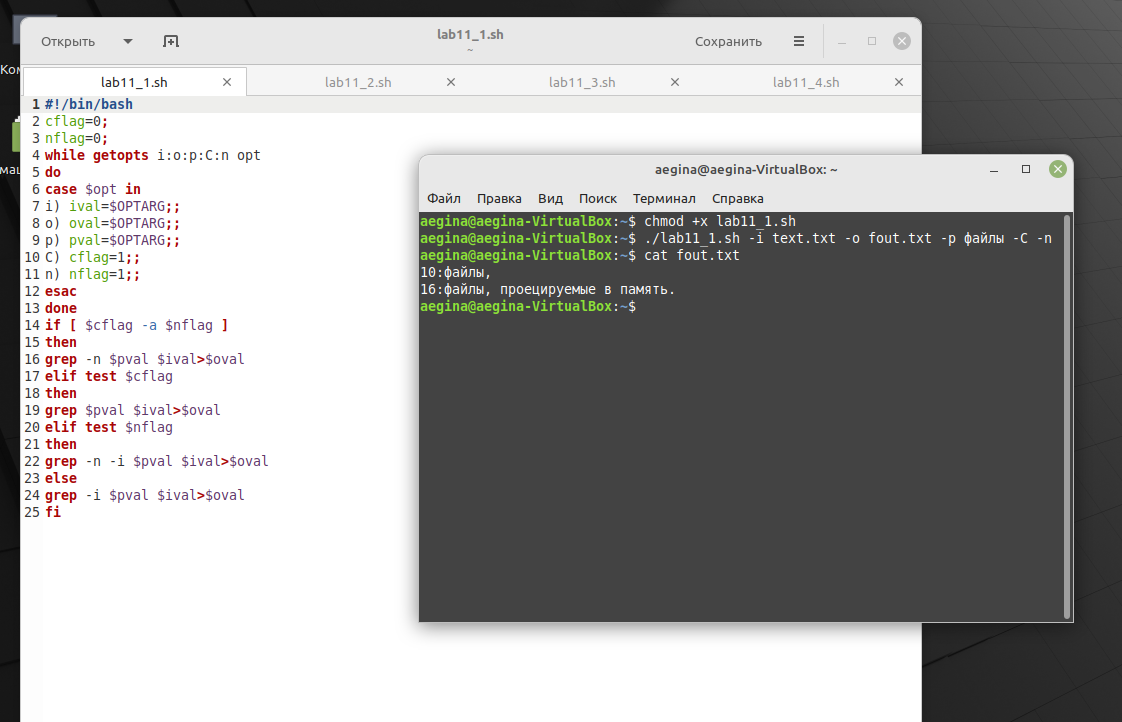 Открыть
lab11_1.sh
~
Сохранить
lab11_1.sh
lab11_2.sh
lab11_3.sh
lab11_4.sh
1 #!/bin/bash
2 cflag=0;
3 nflag=0;
4 while getopts i:o:p:C:n opt
5 do
6 case $opt in
7 i) ival=$OPTARG;;
8 o) oval=$OPTARG;;
9 p) pval=$OPTARG;;
10 C) cflag=1;;
11 n) nflag=1;;
12 esac
13 done
14 if [ $cflag -a $nflag ]
15 then
16 grep -n $pval $ival>$oval
17 elif test $cflag
18 then
19 grep $pval $ival>$oval
20 elif test $nflag
21 then
22 grep -n -i $pval $ival>$oval
23 else
24 grep -i $pval $ival>$oval
25 fi
aegina@aegina-VirtualBox: ~
Файл Правка Вид Поиск Терминал Справка
aegina@aegina-VirtualBox:~$ chmod +x lab11_1.sh
aegina@aegina-VirtualBox:~$ ./lab11_1.sh -i text.txt -o fout.txt -p файлы -C -n
aegina@aegina-VirtualBox:~$ cat fout.txt
10:файлы,
16:файлы, проецируемые в память.
aegina@aegina-VirtualBox:~$